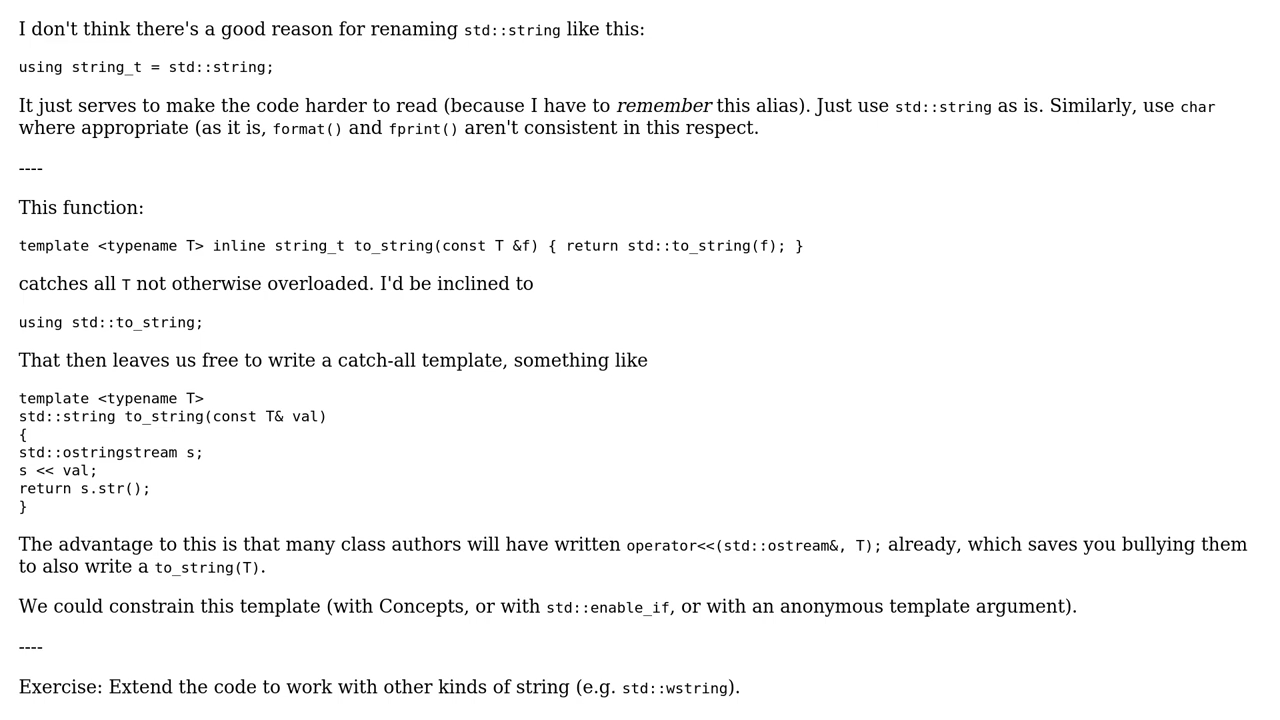 I don't think there's a good reason for renaming std::string like this:
using string_t = std::string;
It just serves to make the code harder to read (because I have to remember this alias). Just use std::string as is. Similarly, use char
where appropriate (as it is, format() and fprint() aren't consistent in this respect.
----
This function:
template <typename T> inline string_t to_string(const T &f) { return std::to_string(f); }
catches all T not otherwise overloaded. I'd be inclined to
using std::to_string;
That then leaves us free to write a catch-all template, something like
template <typename T>
std::string to_string(const T& val)
{
std::ostringstream s;
s << val;
return s.str();
}
The advantage to this is that many class authors will have written operator<<(std::ostream&, T); already, which saves you bullying them
to also write a to_string(T).
We could constrain this template (with Concepts, or with std::enable_if, or with an anonymous template argument).
----
Exercise: Extend the code to work with other kinds of string (e.g. std::wstring).